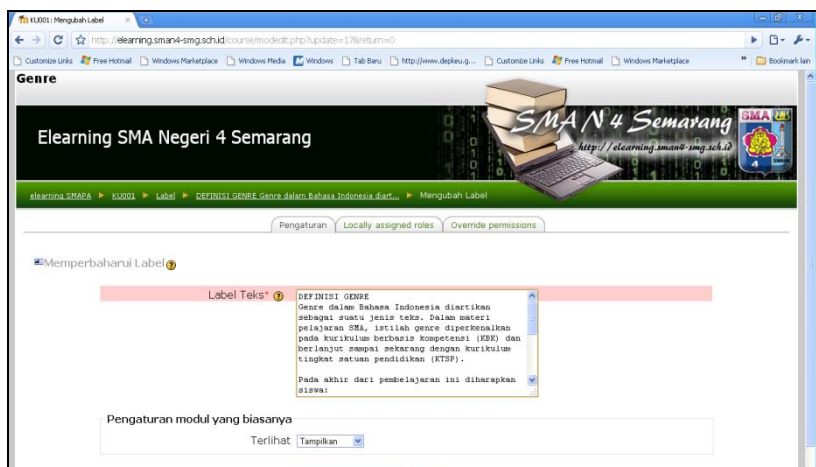 KU001: Mengubah Label
http://elearning.sman4-smg.sch.id/course/modedit.php?update=17&return=0
Customize Links Free Hotmail Windows Marketplace Windows Media Windows Tab Baru http://www.depkeu.g... Customize Links Free Hotmail Windows Marketplace » Bookmark lain
Genre
Elearning SMA Negeri 4 Semarang
SMA N 4 Semarang
http://elearning.sman4-smg.sch.id
SMA
4
elearning SMAPA ► KU001 ► Label ► DEFINISI GENRE Genre dalam Bahasa Indonesia diart... ► Mengubah Label
Pengaturan Locally assigned roles Override permissions
Memperbaharui Label
Label Teks*
DEFINISI GENRE
Genre dalam Bahasa Indonesia diartikan
sebagai suatu jenis teks. Dalam materi
pelajaran SMA, istilah genre diperkenalkan
pada kurikulum berbasis kompetensi (KBK) dan
berlanjut sampai sekarang dengan kurikulum
tingkat satuan pendidikan (KTSP).
Pada akhir dari pembelajaran ini diharapkan
siswa:
Pengaturan modul yang biasanya
Terlihat Tampilkan